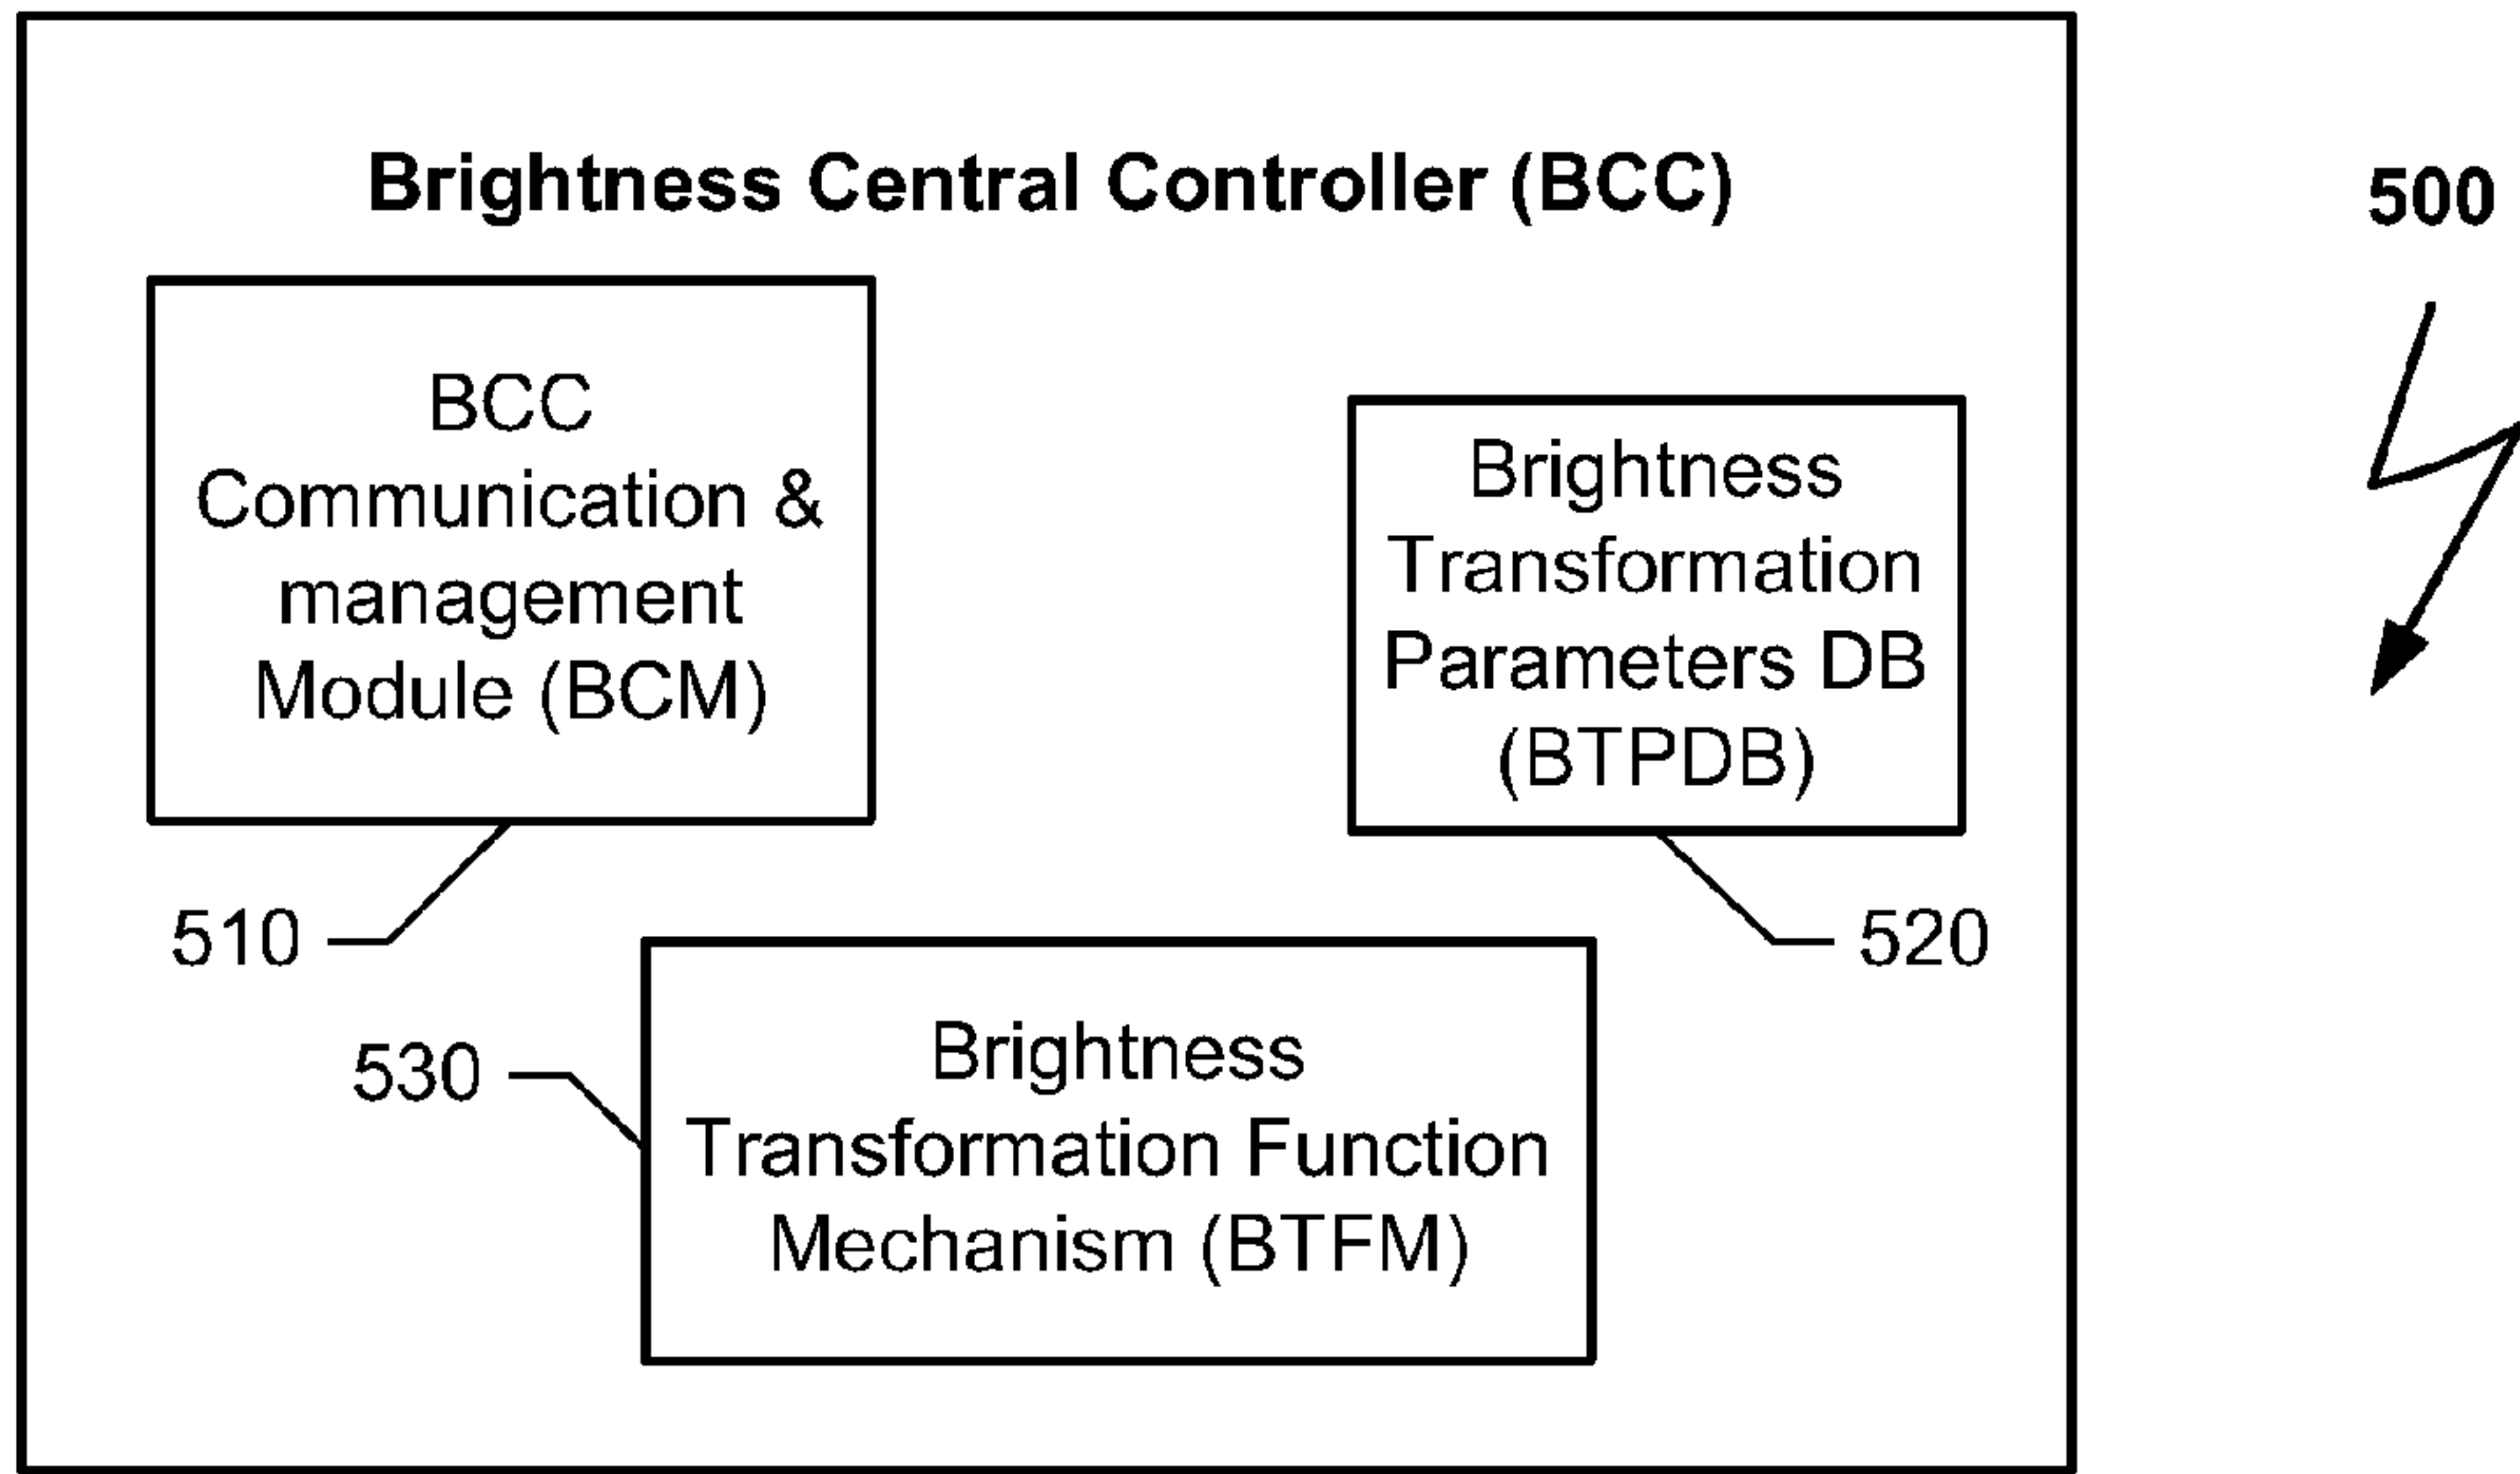 Brightness Central Controller (BCC)
500
BCC
Communication &
management
Module (BCM)
510
Brightness
Transformation
Parameters DB
(BTPDB)
520
530
Brightness
Transformation Function
Mechanism (BTFM)